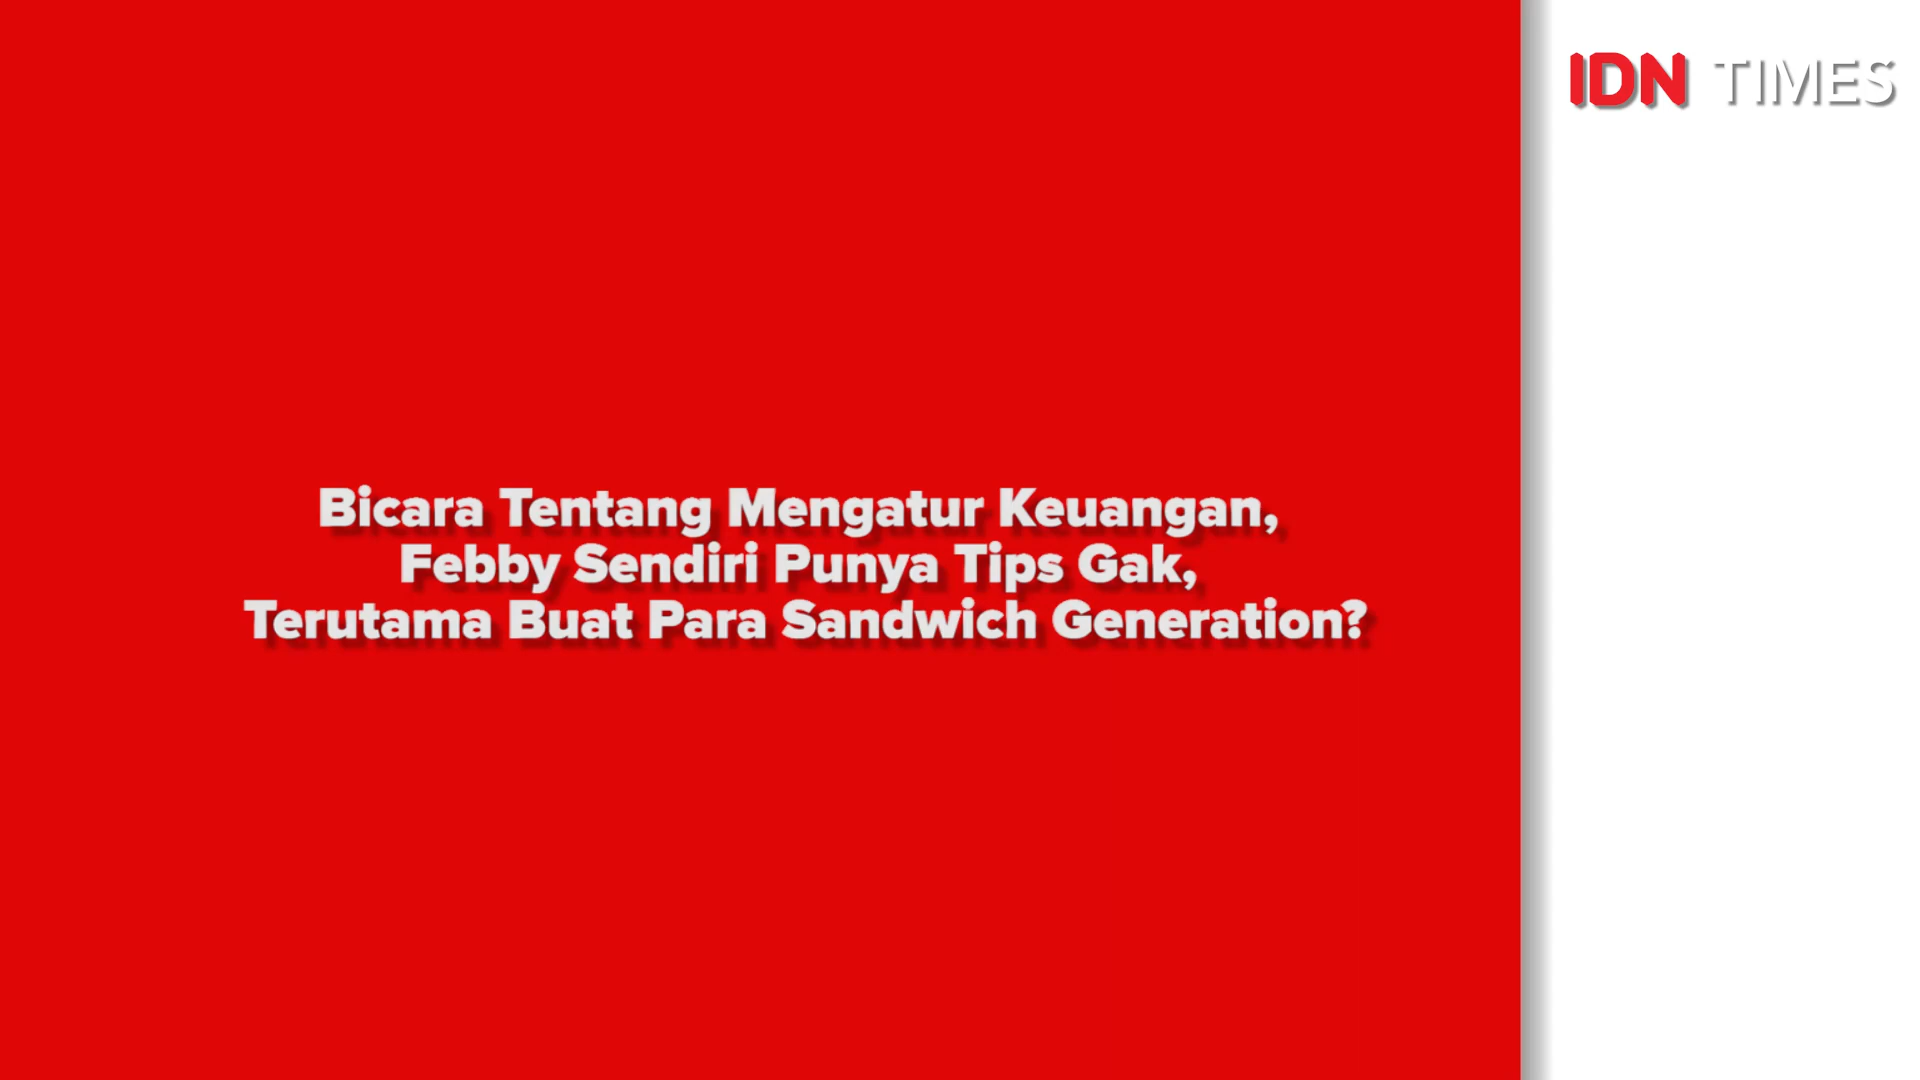 IDN TIMES
Bicara Tentang Mengatur Keuangan,
Febby Sendiri Punya Tips Gak,
Terutama Buat Para Sandwich Generation?